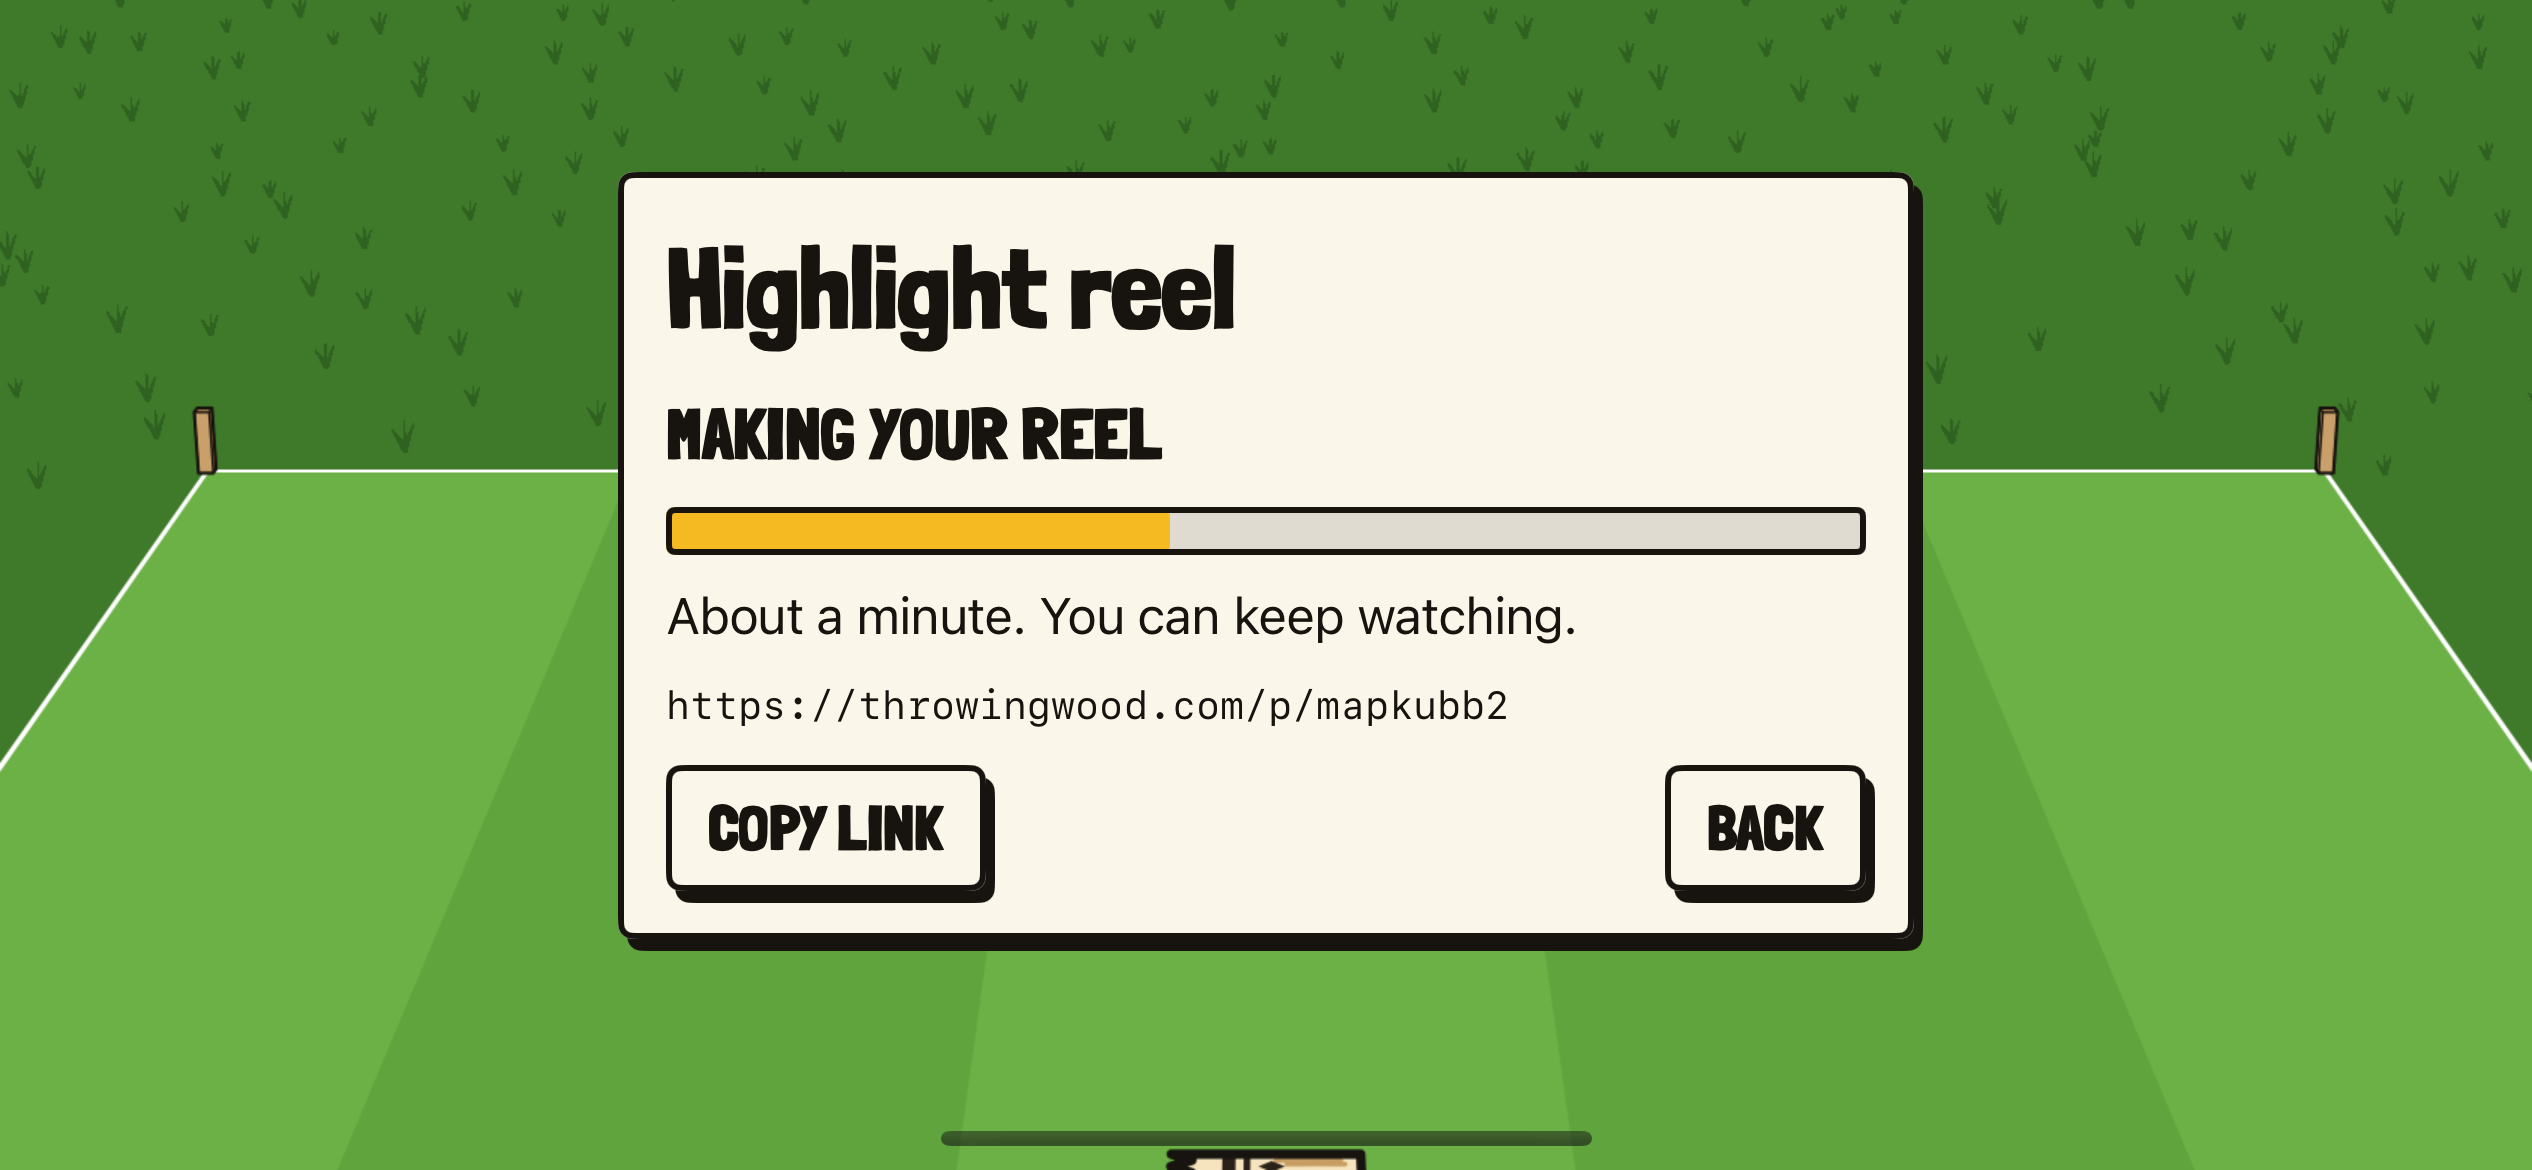 Highlight reel
MAKING YOUR REEL
About a minute. You can keep watching.
https://throwingwood.com/p/mapkubb2
COPY LINK
BACK